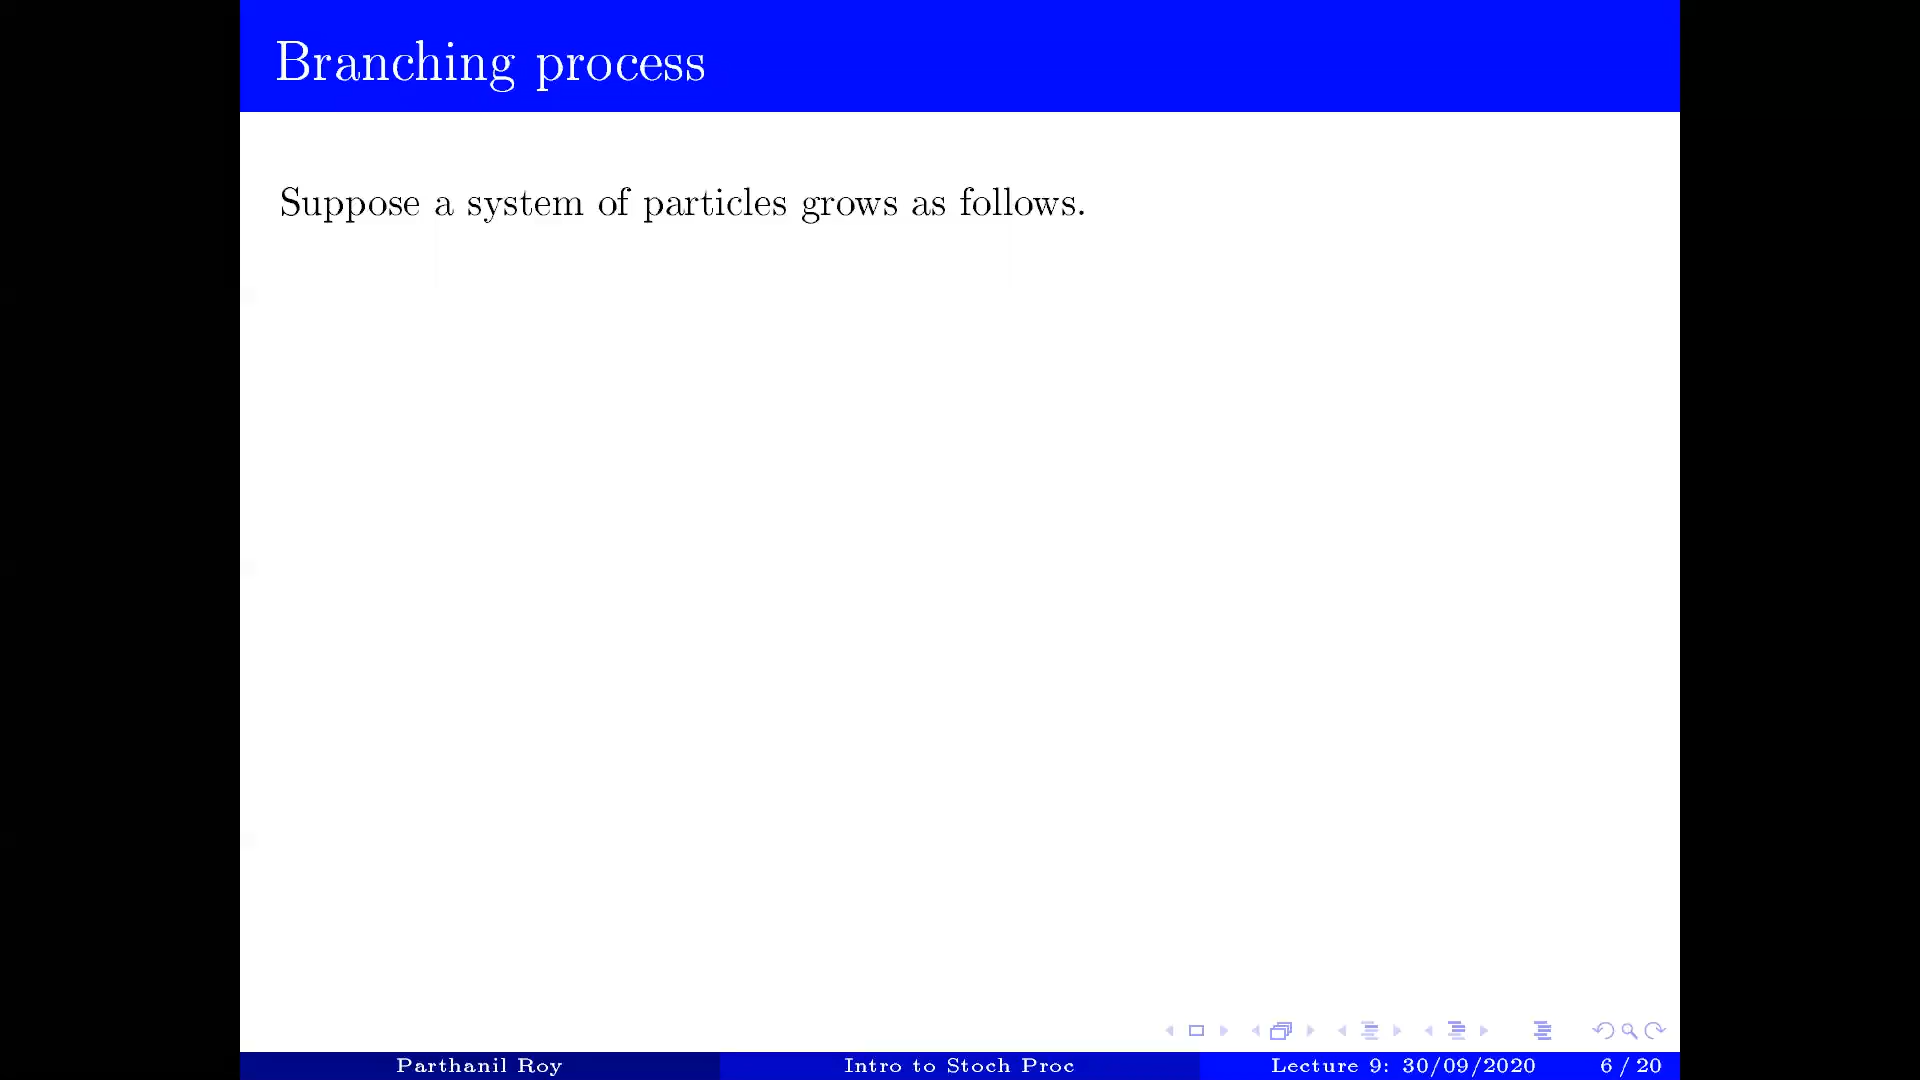 Branching process
Suppose a system of particles grows as follows.
Parthanil Roy
Intro to Stoch Proc
Lecture 9: 30/09/2020
6 / 20